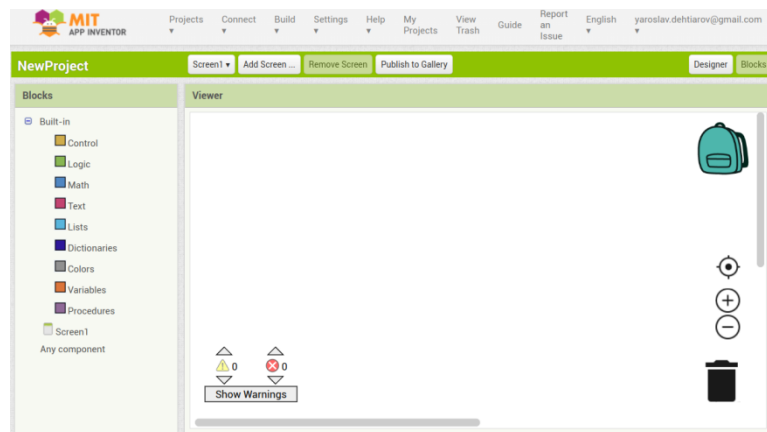 MIT
APP INVENTOR
Projects
Connect
Build
Settings
Help
My
Projects
View
Trash
Guide
Report
an
Issue
English
yaroslav.dehtiarov@gmail.com
NewProject
Screen1
Add Screen ...
Remove Screen
Publish to Gallery
Designer
Blocks
Blocks
Viewer
Built-in
Control
Logic
Math
Text
Lists
Dictionaries
Colors
Variables
Procedures
Screen1
Any component
0
0
Show Warnings